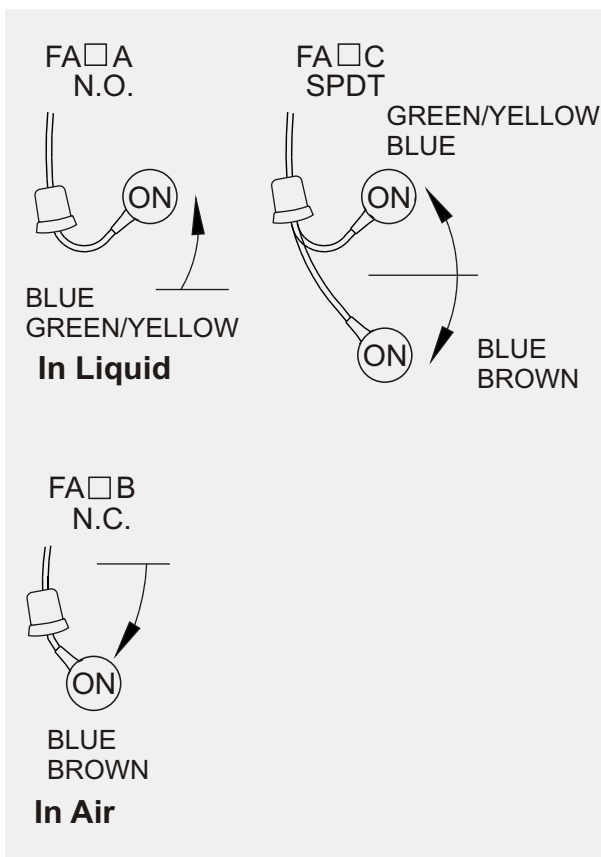 FA□A
N.O.
ON
BLUE
GREEN/YELLOW
In Liquid
FA□C
SPDT
GREEN/YELLOW
BLUE
ON
ON
BLUE
BROWN
FA□B
N.C.
ON
BLUE
BROWN
In Air